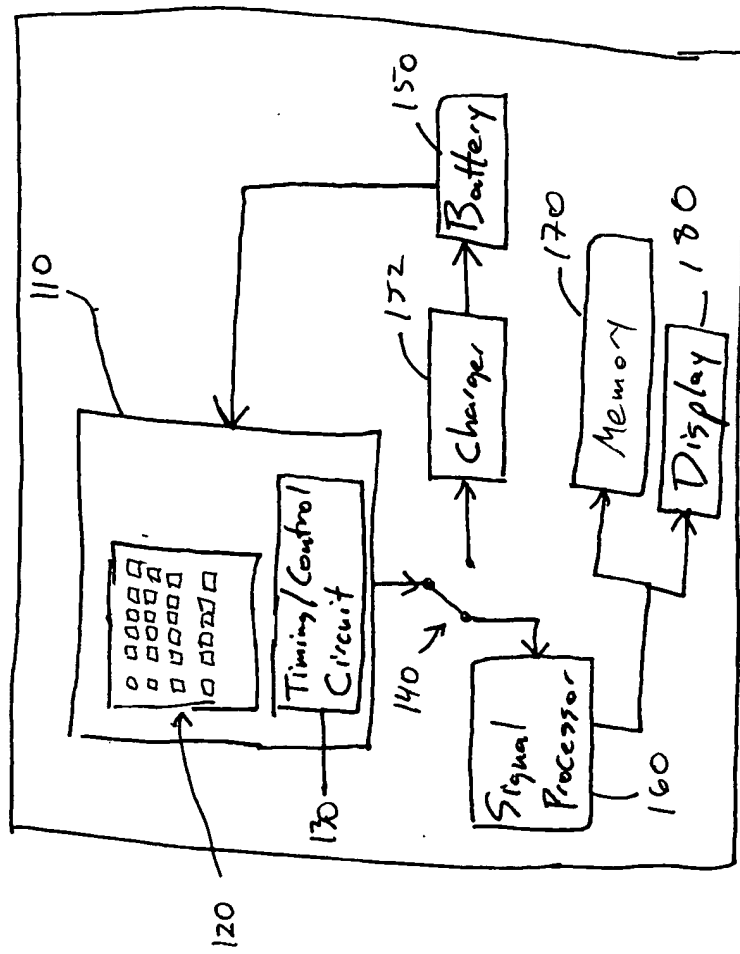 110
120
Timing/Control
Circuit
130
140
152
150
Charger
Battery
Signal
Processor
160
170
Memory
Display
180